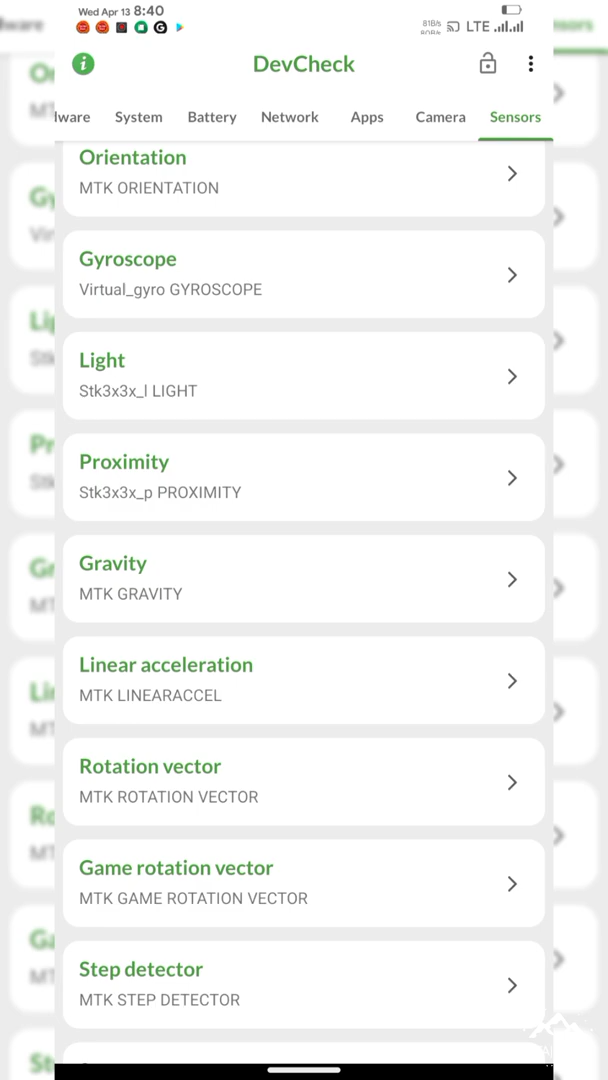 Wed Apr 13 8:40
81B/s
LTE
DevCheck
dware System Battery Network Apps Camera Sensors
Orientation
MTK ORIENTATION
Gyroscope
Virtual_gyro GYROSCOPE
Light
Stk3x3x_l LIGHT
Proximity
Stk3x3x_p PROXIMITY
Gravity
MTK GRAVITY
Linear acceleration
MTK LINEARACCEL
Rotation vector
MTK ROTATION VECTOR
Game rotation vector
MTK GAME ROTATION VECTOR
Step detector
MTK STEP DETECTOR